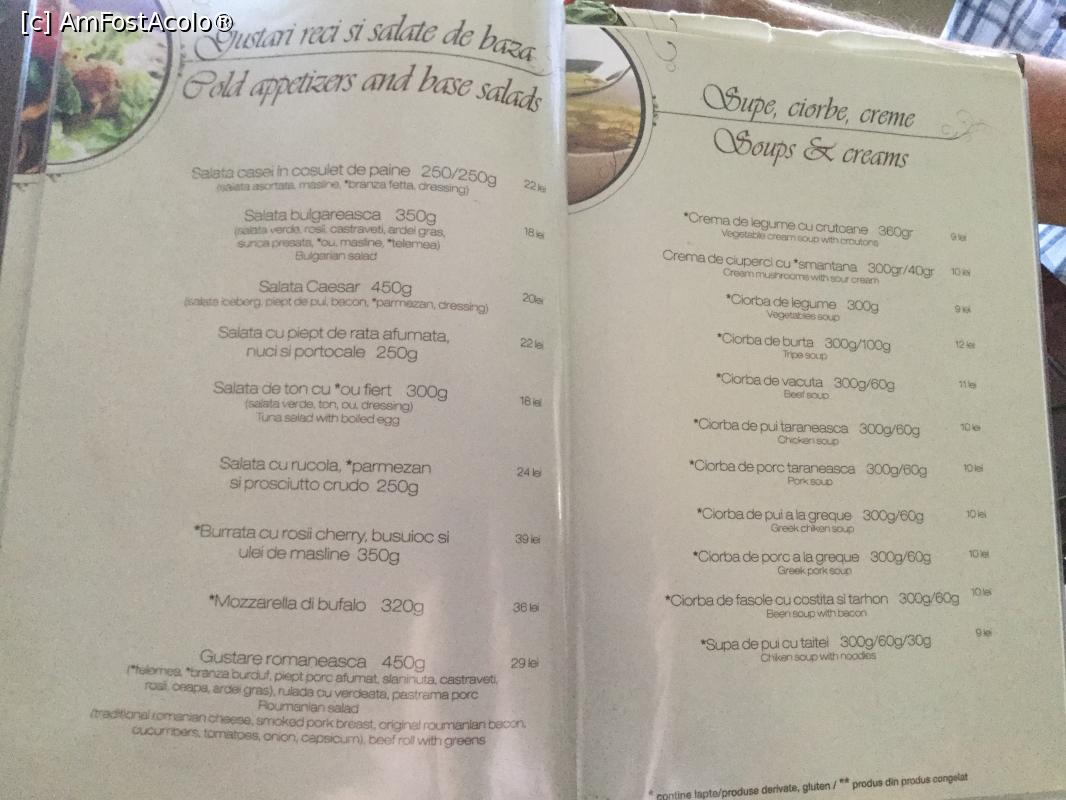 [c] AmFostAcolo®
Gustari reci si salate de baza
Cold appetizers and base salads
Salata casei in cosulet de paine 250/250g 22 lei
(salata asortata, masline, *branza fetta, dressing)
Salata bulgareasca 350g 18 lei
(salata verde, rosii, castraveti, ardei gras,
sunca presata, *ou, masline, *telemea)
Bulgarian salad
Salata Caesar 450g 20lei
(salata iceberg, piept de pui, bacon, *parmezan, dressing)
Salata cu piept de rata afumata,
nuci si portocale 250g 22 lei
Salata de ton cu *ou fiert 300g 18 lei
(salata verde, ton, ou, dressing)
Tuna salad with boiled egg
Salata cu rucola, *parmezan
si prosciutto crudo 250g 24 lei
*Burrata cu rosii cherry, busuioc si
ulei de masline 350g 39 lei
*Mozzarella di bufalo 320g 36 lei
Gustare romaneasca 450g 29 lei
(*telemea, *branza burduf, piept porc afumat, slaninuta, castraveti,
rosii, ceapa, ardei gras), rulada cu verdeata, pastrama porc
Roumanian salad
(traditional romanian cheese, smoked pork breast, original roumanian bacon,
cucumbers, tomatoes, onion, capsicum), beef roll with greens
Supe, ciorbe, creme
Soups & creams
*Crema de legume cu crutoane 360gr 9 lei
Vegetable cream soup with croutons
Crema de ciuperci cu *smantana 300gr/40gr 10 lei
Cream mushrooms with sour cream
*Ciorba de legume 300g 9 lei
Vegetables soup
*Ciorba de burta 300g/100g 12 lei
Tripe soup
*Ciorba de vacuta 300g/60g 11 lei
Beef soup
*Ciorba de pui taraneasca 300g/60g 10 lei
Chicken soup
*Ciorba de porc taraneasca 300g/60g 10 lei
Pork soup
*Ciorba de pui a la greque 300g/60g 10 lei
Greek chiken soup
*Ciorba de porc a la greque 300g/60g 10 lei
Greek pork soup
*Ciorba de fasole cu costita si tarhon 300g/60g 10 lei
Been soup with bacon
*Supa de pui cu taitei 300g/60g/30g 9 lei
Chiken soup with noodles
* contine lapte/produse derivate, gluten / ** produs din produs congelat